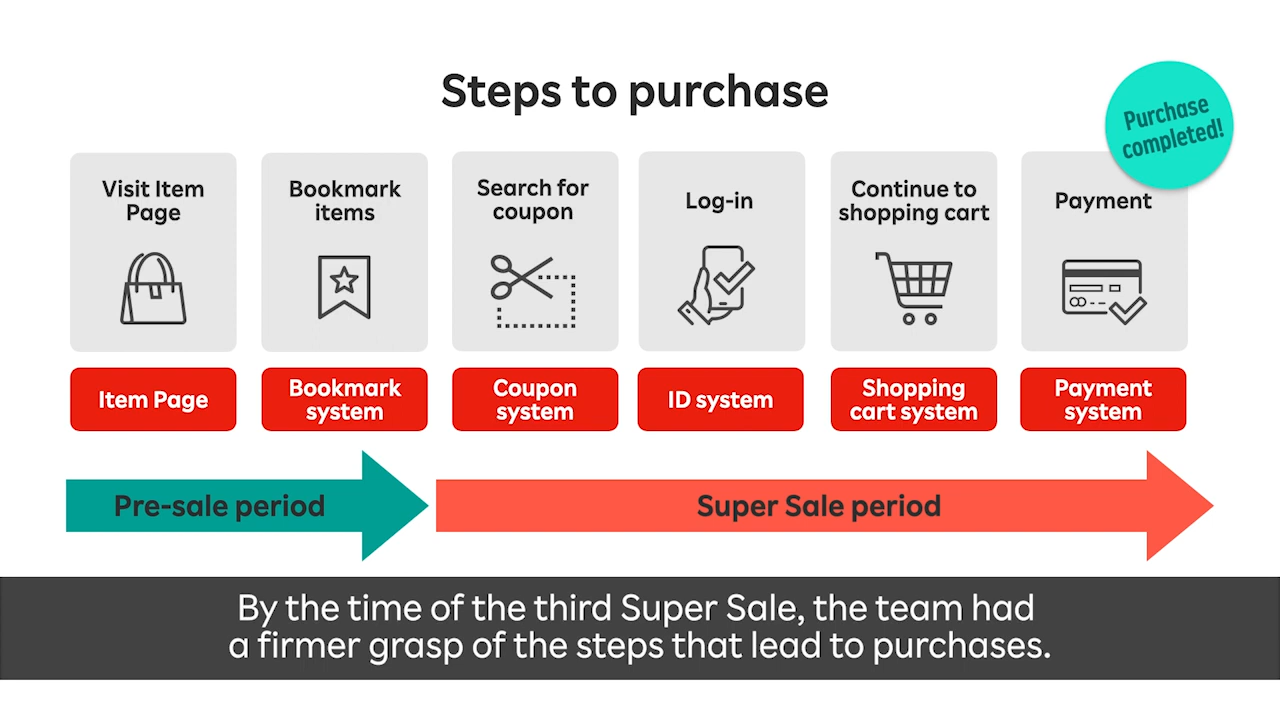 Steps to purchase
Purchase
completed!
Visit Item
Page
Bookmark
items
Search for
coupon
Log-in
Continue to
shopping cart
Payment
Item Page
Bookmark
system
Coupon
system
ID system
Shopping
cart system
Payment
system
Pre-sale period
Super Sale period
By the time of the third Super Sale, the team had
a firmer grasp of the steps that lead to purchases.